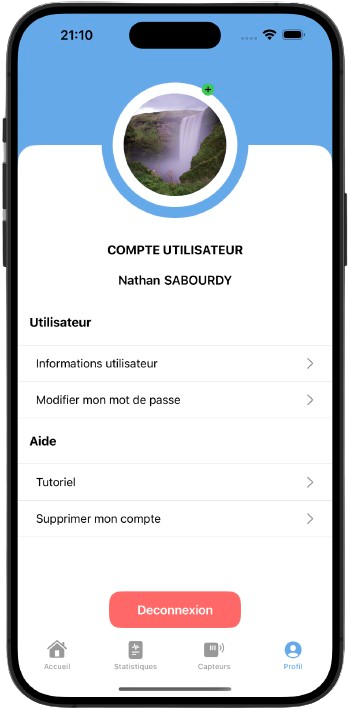 21:10
COMPTE UTILISATEUR
Nathan SABOURDY
Utilisateur
Informations utilisateur
Modifier mon mot de passe
Aide
Tutoriel
Supprimer mon compte
Deconnexion
Accueil Statistiques Capteurs Profil